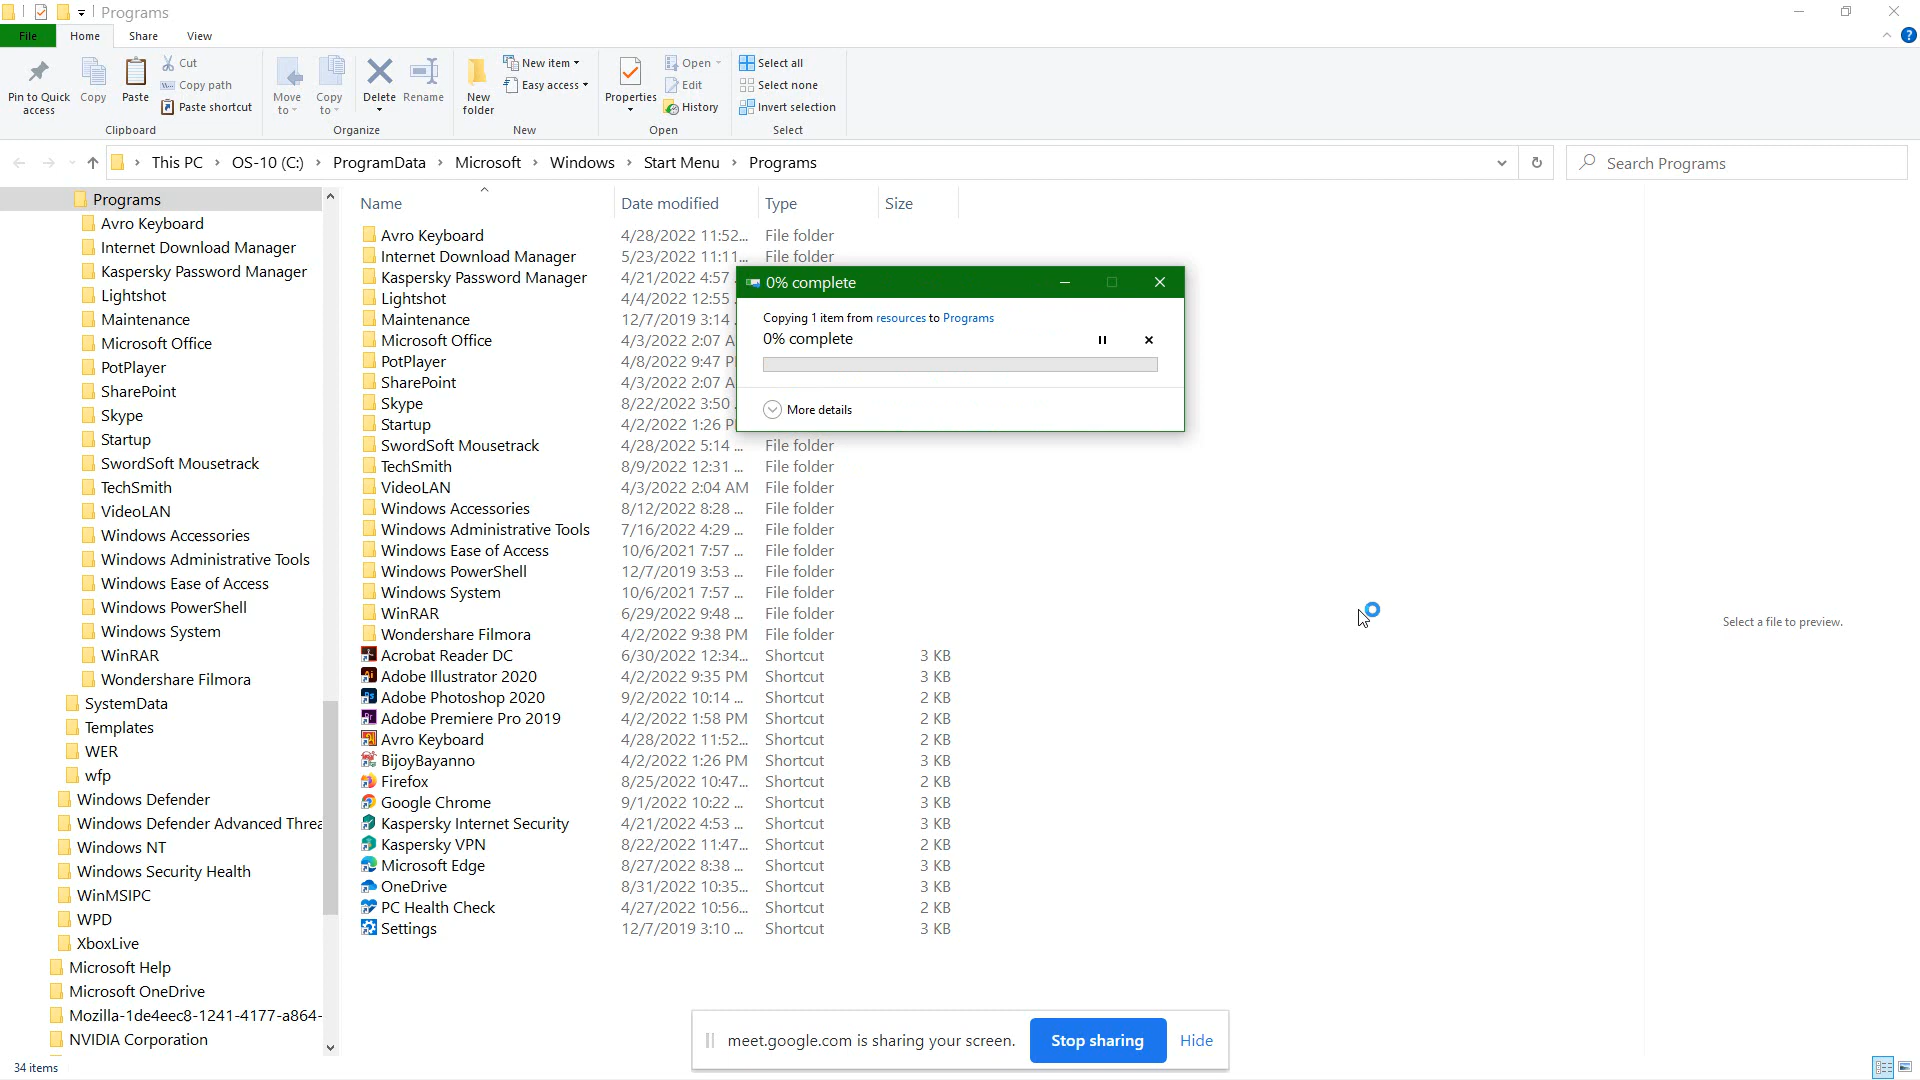 Programs
File
Home
Share
View
Pin to Quick access
Copy
Paste
Cut
Copy path
Paste shortcut
Clipboard
Move to
Copy to
Delete
Rename
Organize
New folder
New item
Easy access
New
Properties
Open
Edit
History
Open
Select all
Select none
Invert selection
Select
This PC > OS-10 (C:) > ProgramData > Microsoft > Windows > Start Menu > Programs
Search Programs
Programs
Avro Keyboard
Internet Download Manager
Kaspersky Password Manager
Lightshot
Maintenance
Microsoft Office
PotPlayer
SharePoint
Skype
Startup
SwordSoft Mousetrack
TechSmith
VideoLAN
Windows Accessories
Windows Administrative Tools
Windows Ease of Access
Windows PowerShell
Windows System
WinRAR
Wondershare Filmora
SystemData
Templates
WER
wfp
Windows Defender
Windows Defender Advanced Threa
Windows NT
Windows Security Health
WinMSIPC
WPD
XboxLive
Microsoft Help
Microsoft OneDrive
Mozilla-1de4eec8-1241-4177-a864-
NVIDIA Corporation
Name Date modified Type Size
Avro Keyboard 4/28/2022 11:52... File folder
Internet Download Manager 5/23/2022 11:11... File folder
Kaspersky Password Manager 4/21/2022 4:57
Lightshot 4/4/2022 12:55
Maintenance 12/7/2019 3:14
Microsoft Office 4/3/2022 2:07 A
PotPlayer 4/8/2022 9:47 P
SharePoint 4/3/2022 2:07 A
Skype 8/22/2022 3:50
Startup 4/2/2022 1:26 P
SwordSoft Mousetrack 4/28/2022 5:14 ... File folder
TechSmith 8/9/2022 12:31 ... File folder
VideoLAN 4/3/2022 2:04 AM File folder
Windows Accessories 8/12/2022 8:28 ... File folder
Windows Administrative Tools 7/16/2022 4:29 ... File folder
Windows Ease of Access 10/6/2021 7:57 ... File folder
Windows PowerShell 12/7/2019 3:53 ... File folder
Windows System 10/6/2021 7:57 ... File folder
WinRAR 6/29/2022 9:48 ... File folder
Wondershare Filmora 4/2/2022 9:38 PM File folder
Acrobat Reader DC 6/30/2022 12:34... Shortcut 3 KB
Adobe Illustrator 2020 4/2/2022 9:35 PM Shortcut 3 KB
Adobe Photoshop 2020 9/2/2022 10:14 ... Shortcut 2 KB
Adobe Premiere Pro 2019 4/2/2022 1:58 PM Shortcut 2 KB
Avro Keyboard 4/28/2022 11:52... Shortcut 2 KB
BijoyBayanno 4/2/2022 1:26 PM Shortcut 3 KB
Firefox 8/25/2022 10:47... Shortcut 2 KB
Google Chrome 9/1/2022 10:22 ... Shortcut 3 KB
Kaspersky Internet Security 4/21/2022 4:53 ... Shortcut 3 KB
Kaspersky VPN 8/22/2022 11:47... Shortcut 2 KB
Microsoft Edge 8/27/2022 8:38 ... Shortcut 3 KB
OneDrive 8/31/2022 10:35... Shortcut 3 KB
PC Health Check 4/27/2022 10:56... Shortcut 2 KB
Settings 12/7/2019 3:10 ... Shortcut 3 KB
0% complete
Copying 1 item from resources to Programs
0% complete
More details
Select a file to preview.
meet.google.com is sharing your screen.
Stop sharing
Hide
34 items